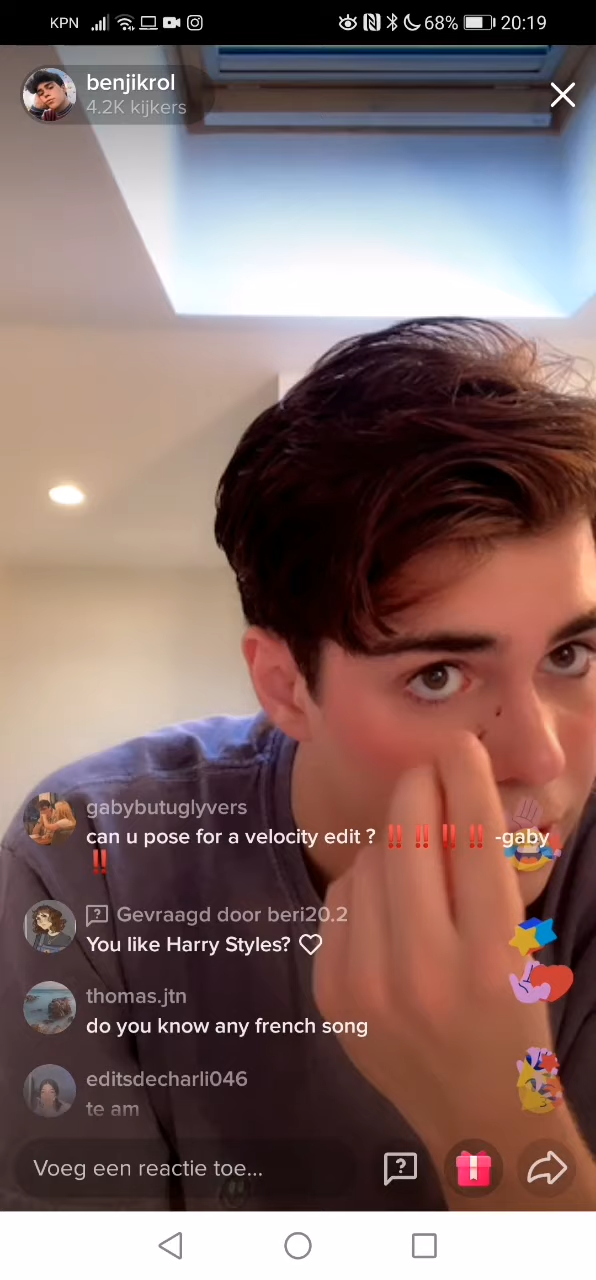 KPN 68% 20:19
benjikrol
4.2K kijkers
gabybutuglyvers
can u pose for a velocity edit ? ‼️ ‼️ ‼️ ‼️ -gaby
‼️
Gevraagd door beri20.2
You like Harry Styles? ♡
thomas.jtn
do you know any french song
editsdecharli046
te am
Voeg een reactie toe...